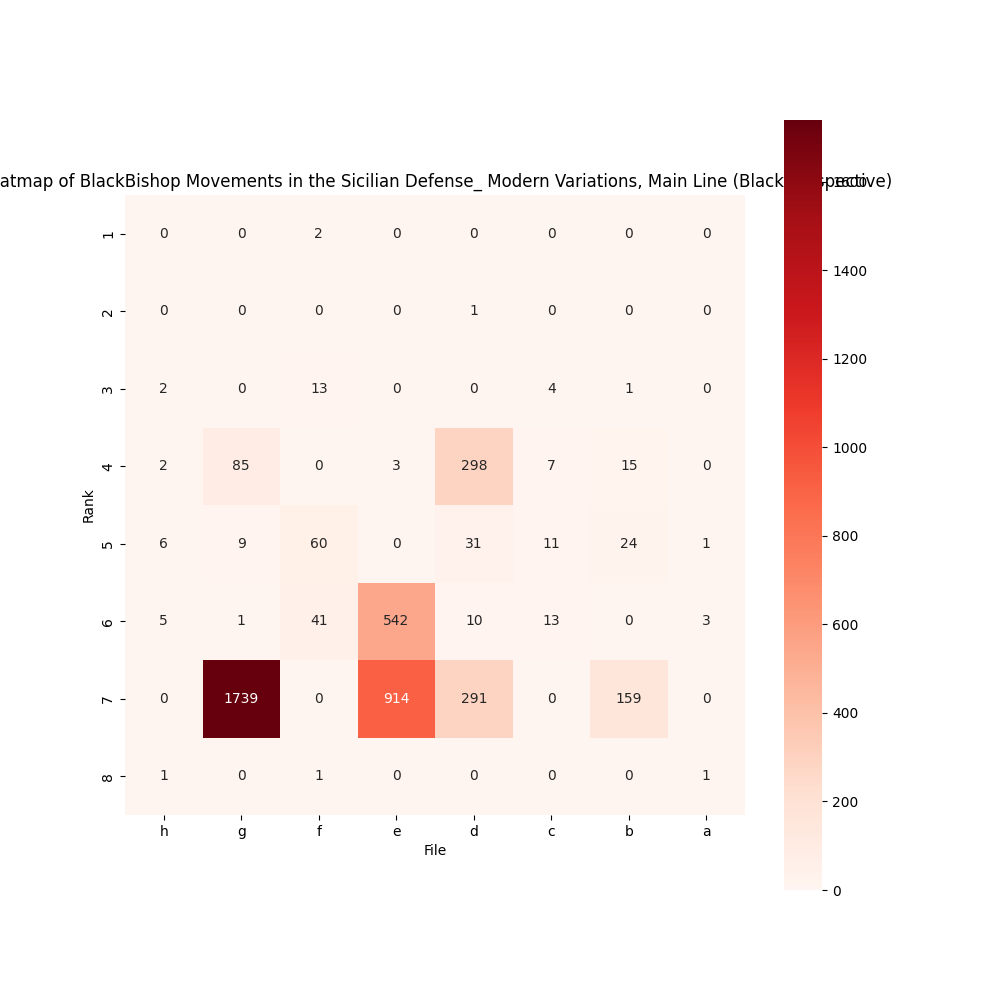 atmap of BlackBishop Movements in the Sicilian Defense_ Modern Variations, Main Line (Black Perspective)
1 0 0 2 0 0 0 0 0
2 0 0 0 0 1 0 0 0
3 2 0 13 0 0 4 1 0
4 2 85 0 3 298 7 15 0
5 6 9 60 0 31 11 24 1
6 5 1 41 542 10 13 0 3
7 0 1739 0 914 291 0 159 0
8 1 0 1 0 0 0 0 1
h g f e d c b a
File
Rank
1600
1400
1200
1000
800
600
400
200
0